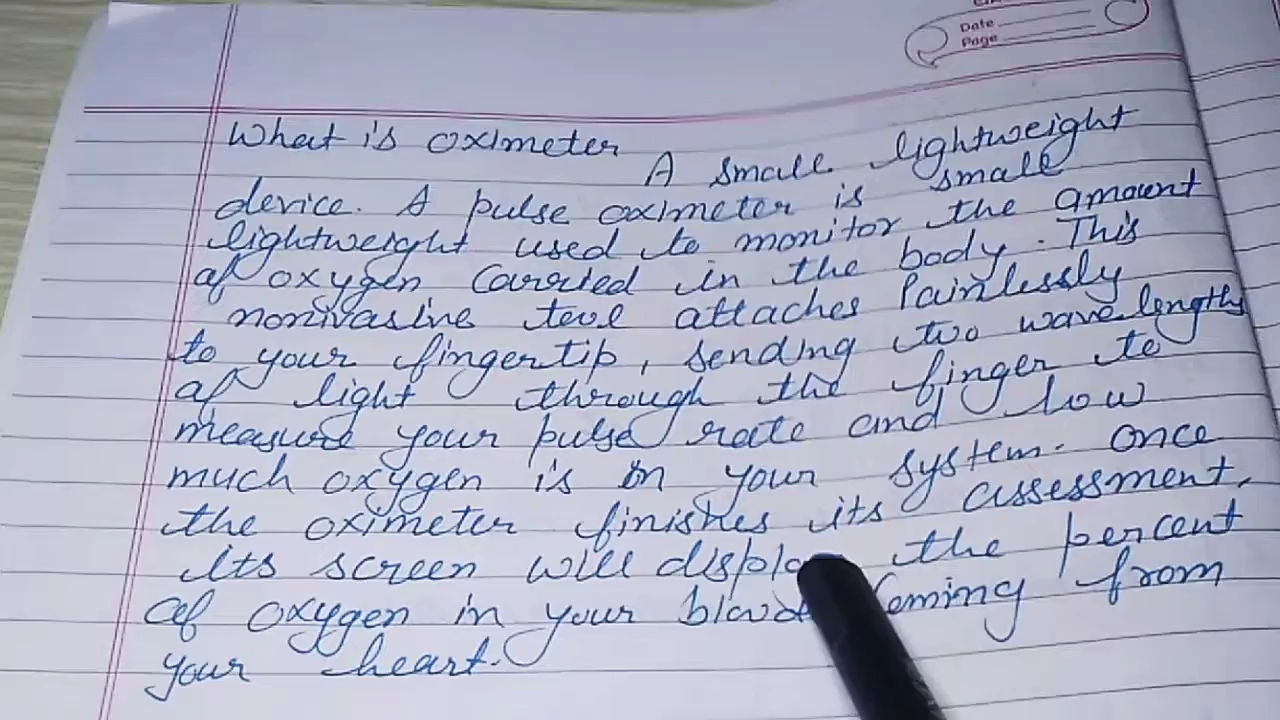 Date
Page
What is oximeter
A small lightweight
device. A pulse oximeter is small
lightweight used to monitor the amount
of oxygen carried in the body. This
nonivasine tool attaches Painlessly
to your fingertip, sending two wavelengths
of light through the finger to
measure your pulse rate and how
much oxygen is in your system. Once
the oximeter finishes its assessment,
its screen will display the percent
of oxygen in your blood coming from
your heart.